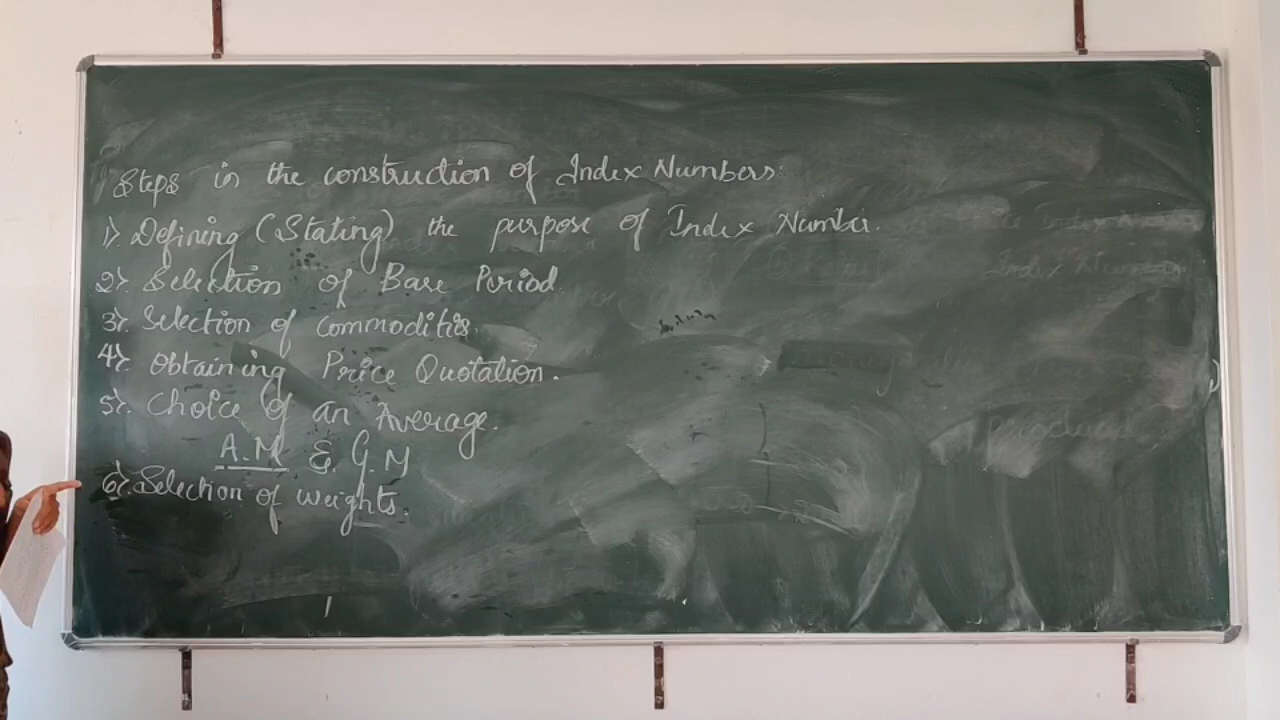 Steps in the construction of Index Numbers:
1). Defining (Stating) the purpose of Index Number.
2). Selection of Base Period.
3). Selection of commodities.
4). Obtaining Price Quotation.
5). Choice of an Average.
A.M & G.M
6). Selection of weights.